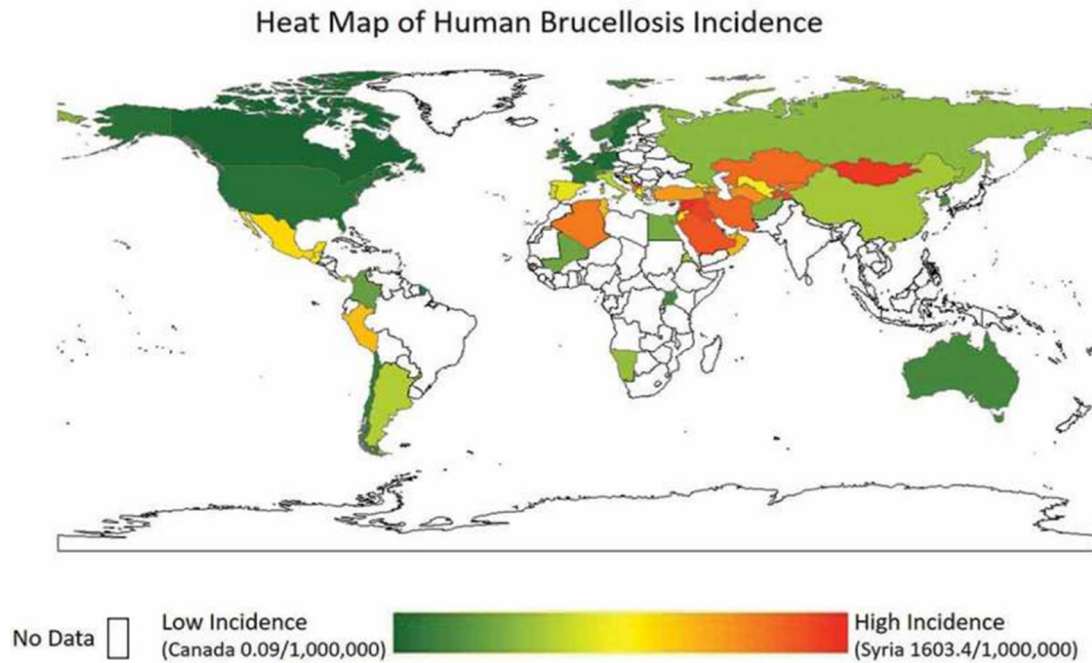 Heat Map of Human Brucellosis Incidence
No Data
Low Incidence
(Canada 0.09/1,000,000)
High Incidence
(Syria 1603.4/1,000,000)